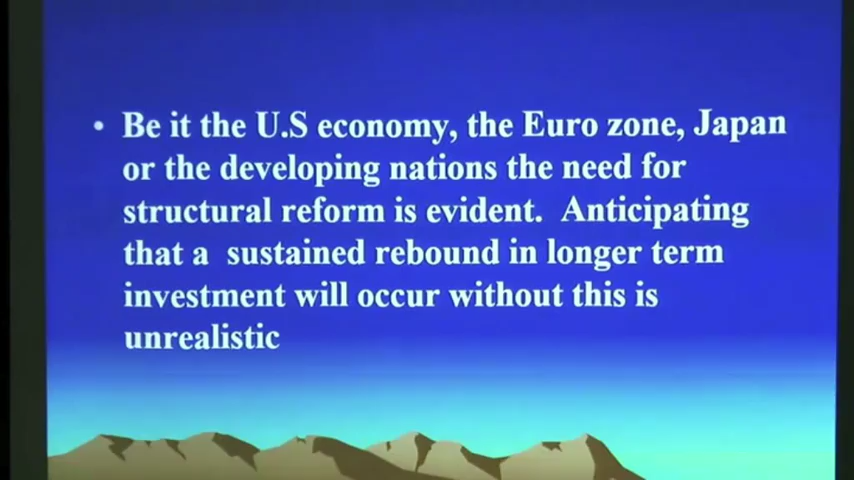 • Be it the U.S economy, the Euro zone, Japan
or the developing nations the need for
structural reform is evident.  Anticipating
that a  sustained rebound in longer term
investment will occur without this is
unrealistic